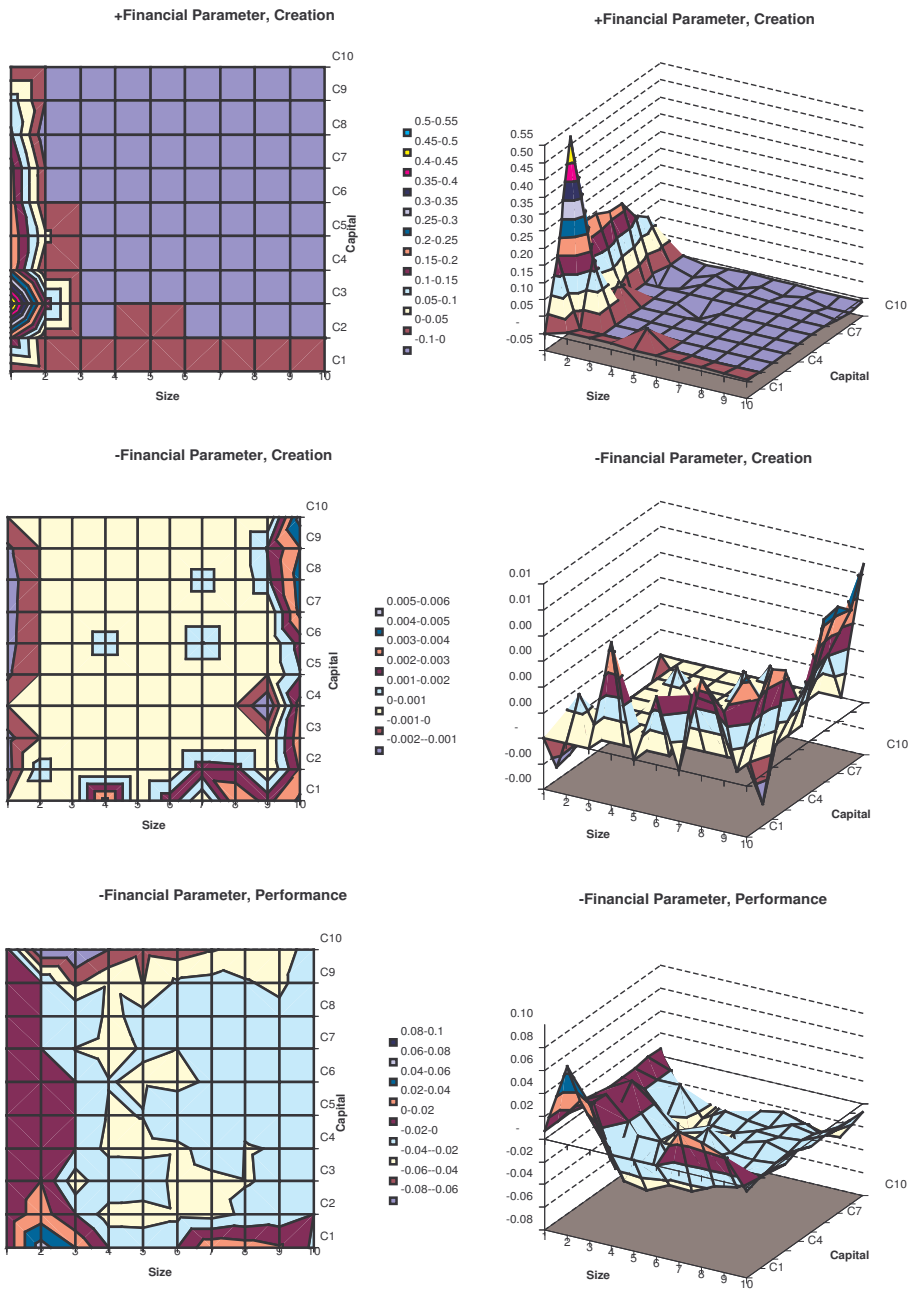 +Financial Parameter, Creation
C10
C9
C8
C7
C6
C5
C4
C3
C2
C1
Capital
1 2 3 4 5 6 7 8 9 10
Size
0.5-0.55
0.45-0.5
0.4-0.45
0.35-0.4
0.3-0.35
0.25-0.3
0.2-0.25
0.15-0.2
0.1-0.15
0.05-0.1
0-0.05
-0.1-0
+Financial Parameter, Creation
0.55
0.50
0.45
0.40
0.35
0.30
0.25
0.20
0.15
0.10
0.05
-
-0.05
1 2 3 4 5 6 7 8 9 10
Size
C1
C4
C7
C10
Capital
-Financial Parameter, Creation
C10
C9
C8
C7
C6
C5
C4
C3
C2
C1
Capital
1 2 3 4 5 6 7 8 9 10
Size
0.005-0.006
0.004-0.005
0.003-0.004
0.002-0.003
0.001-0.002
0-0.001
-0.001-0
-0.002--0.001
-Financial Parameter, Creation
0.01
0.01
0.00
0.00
0.00
0.00
-
-0.00
-0.00
1 2 3 4 5 6 7 8 9 10
Size
C1
C4
C7
C10
Capital
-Financial Parameter, Performance
C10
C9
C8
C7
C6
C5
C4
C3
C2
C1
Capital
1 2 3 4 5 6 7 8 9 10
Size
0.08-0.1
0.06-0.08
0.04-0.06
0.02-0.04
0-0.02
-0.02-0
-0.04--0.02
-0.06--0.04
-0.08--0.06
-Financial Parameter, Performance
0.10
0.08
0.06
0.04
0.02
-
-0.02
-0.04
-0.06
-0.08
1 2 3 4 5 6 7 8 9 10
Size
C1
C4
C7
C10
Capital